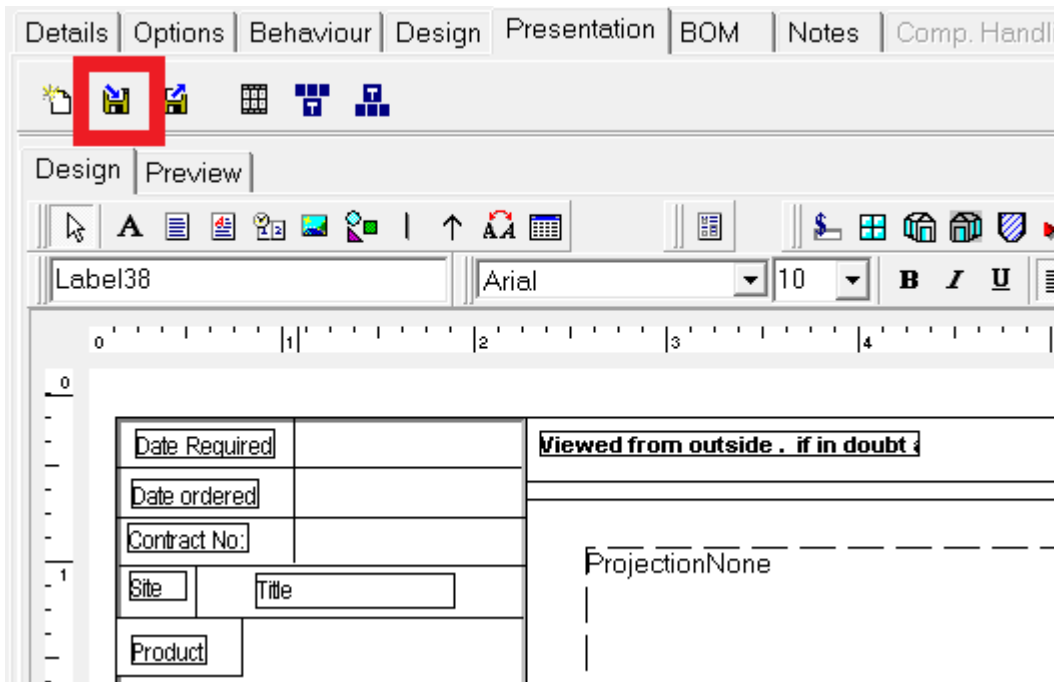 Details Options Behaviour Design Presentation BOM Notes Comp. Handl
Design Preview
Label38 Arial 10 B I U
0 1 2 3 4
0
Date Required
Viewed from outside . if in doubt
Date ordered
Contract No:
ProjectionNone
1
Site Title
Product